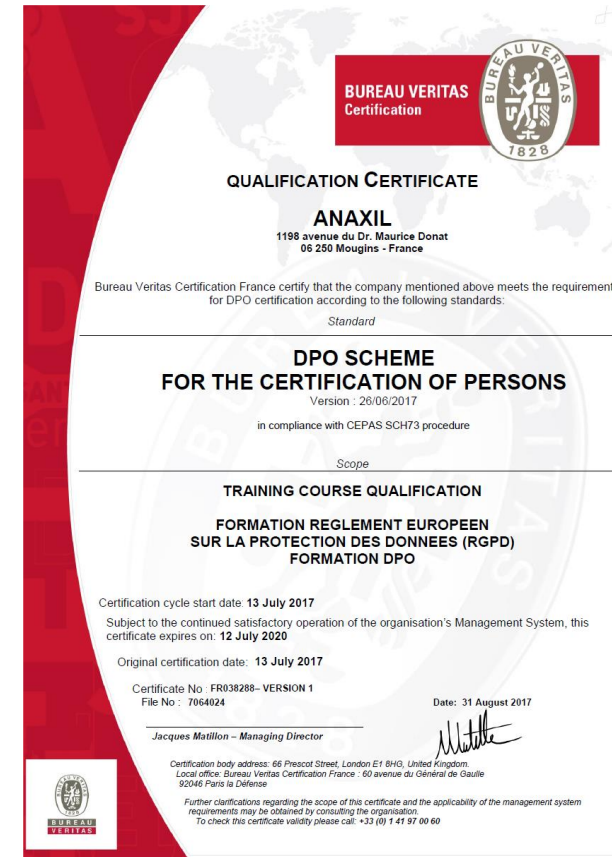 BUREAU VERITAS
Certification
BUREAU VERITAS
1828
QUALIFICATION CERTIFICATE
ANAXIL
1198 avenue du Dr. Maurice Donat
06 250 Mougins - France
Bureau Veritas Certification France certify that the company mentioned above meets the requirement
for DPO certification according to the following standards:
Standard
DPO SCHEME
FOR THE CERTIFICATION OF PERSONS
Version : 26/06/2017
in compliance with CEPAS SCH73 procedure
Scope
TRAINING COURSE QUALIFICATION
FORMATION REGLEMENT EUROPEEN
SUR LA PROTECTION DES DONNEES (RGPD)
FORMATION DPO
Certification cycle start date: 13 July 2017
Subject to the continued satisfactory operation of the organisation's Management System, this
certificate expires on: 12 July 2020
Original certification date: 13 July 2017
Certificate No : FR038288– VERSION 1
File No : 7064024
Date: 31 August 2017
Jacques Matillon – Managing Director
Certification body address: 66 Prescot Street, London E1 8HG, United Kingdom.
Local office: Bureau Veritas Certification France : 60 avenue du Général de Gaulle
92046 Paris la Défense
Further clarifications regarding the scope of this certificate and the applicability of the management system
requirements may be obtained by consulting the organisation.
To check this certificate validity please call: +33 (0) 1 41 97 00 60
BUREAU
VERITAS